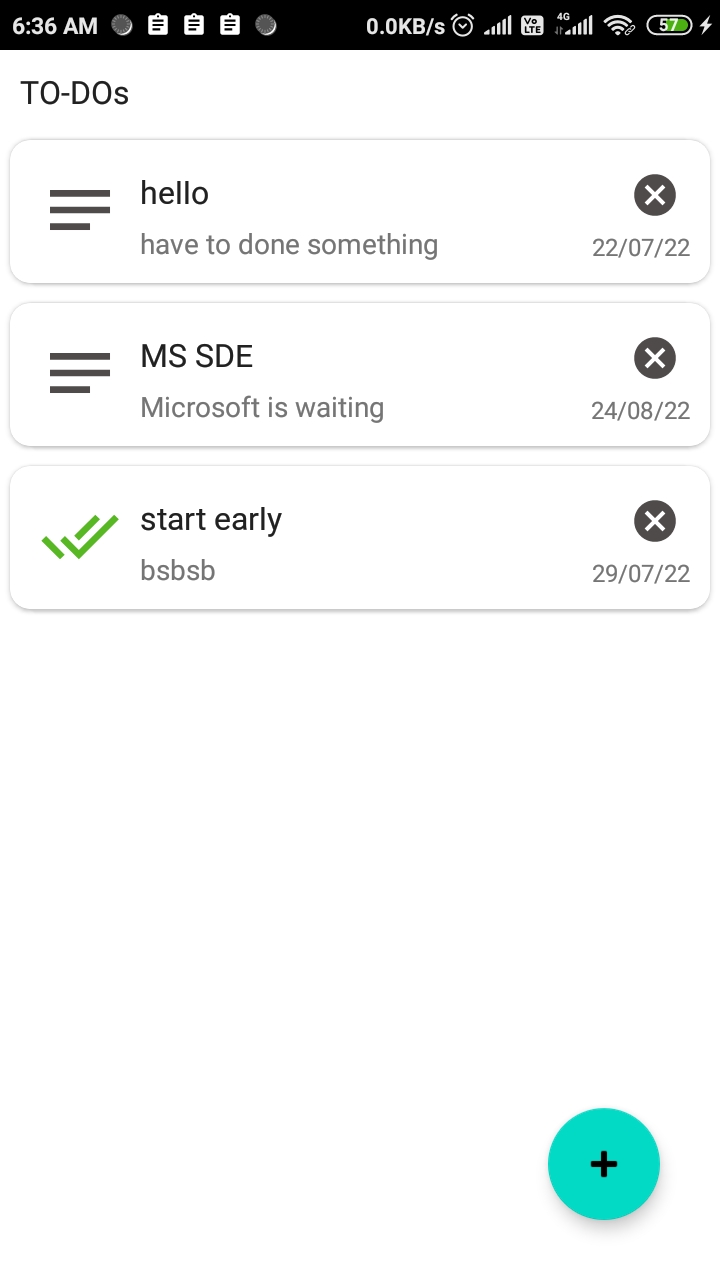 6:36 AM 0.0KB/s Vo LTE 4G 57
TO-DOs
hello
have to done something
22/07/22
MS SDE
Microsoft is waiting
24/08/22
start early
bsbsb
29/07/22